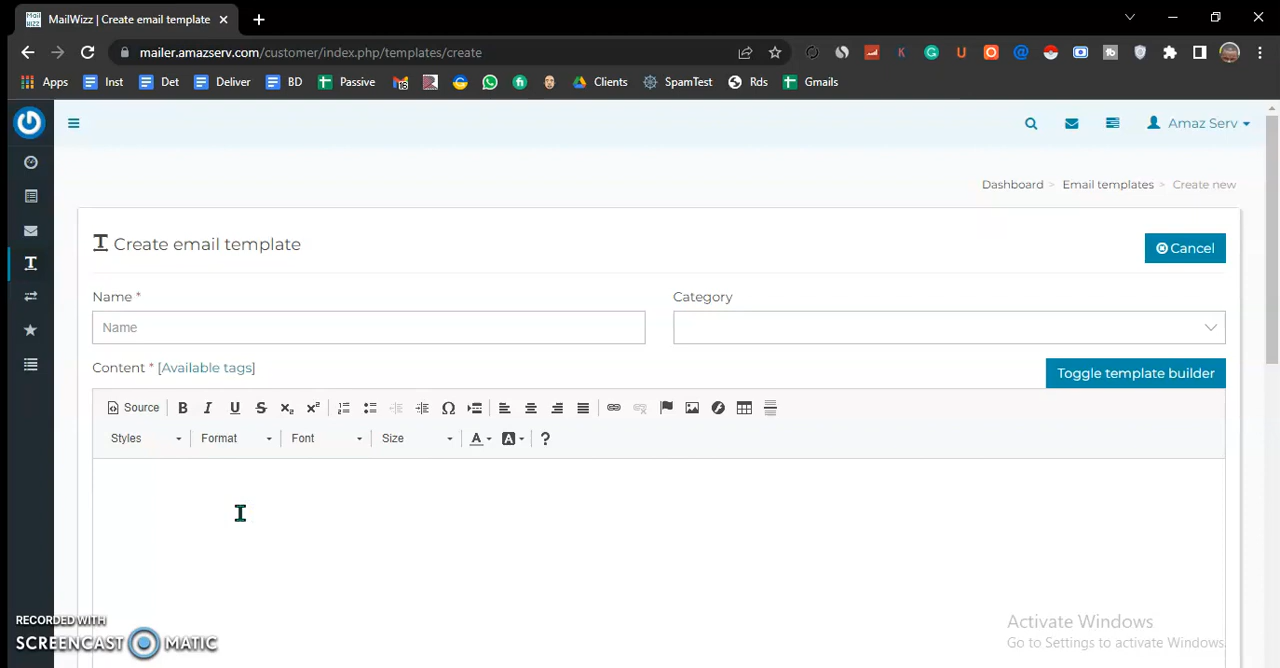 MailWizz | Create email template
mailer.amazserv.com/customer/index.php/templates/create
Apps Inst Det Deliver BD Passive Clients SpamTest Rds Gmails
Amaz Serv
Dashboard > Email templates > Create new
Create email template
Cancel
Name *
Category
Name
Content * [Available tags]
Toggle template builder
Source B I U S x₂ x² Ω
Styles Format Font Size A A ?
RECORDED WITH
SCREENCAST MATIC
Activate Windows
Go to Settings to activate Windows.